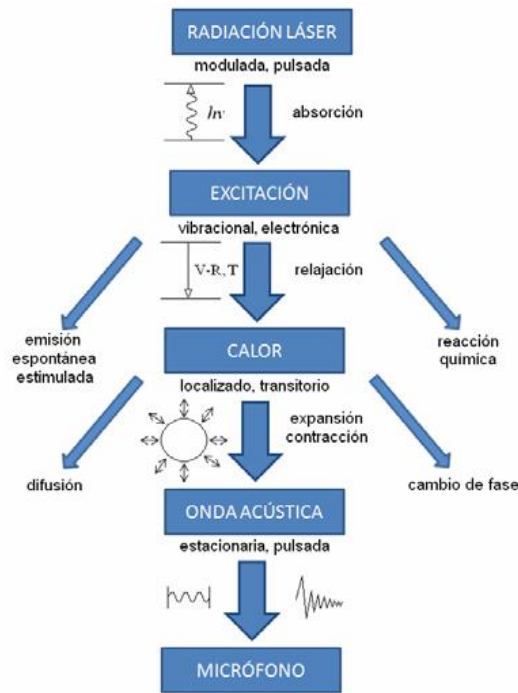 RADIACIÓN LÁSER
modulada, pulsada
hν
absorción
EXCITACIÓN
vibracional, electrónica
V-R, T
relajación
emisión
espontánea
estimulada
CALOR
reacción
química
localizado, transitorio
expansión
contracción
difusión
cambio de fase
ONDA ACÚSTICA
estacionaria, pulsada
MICRÓFONO